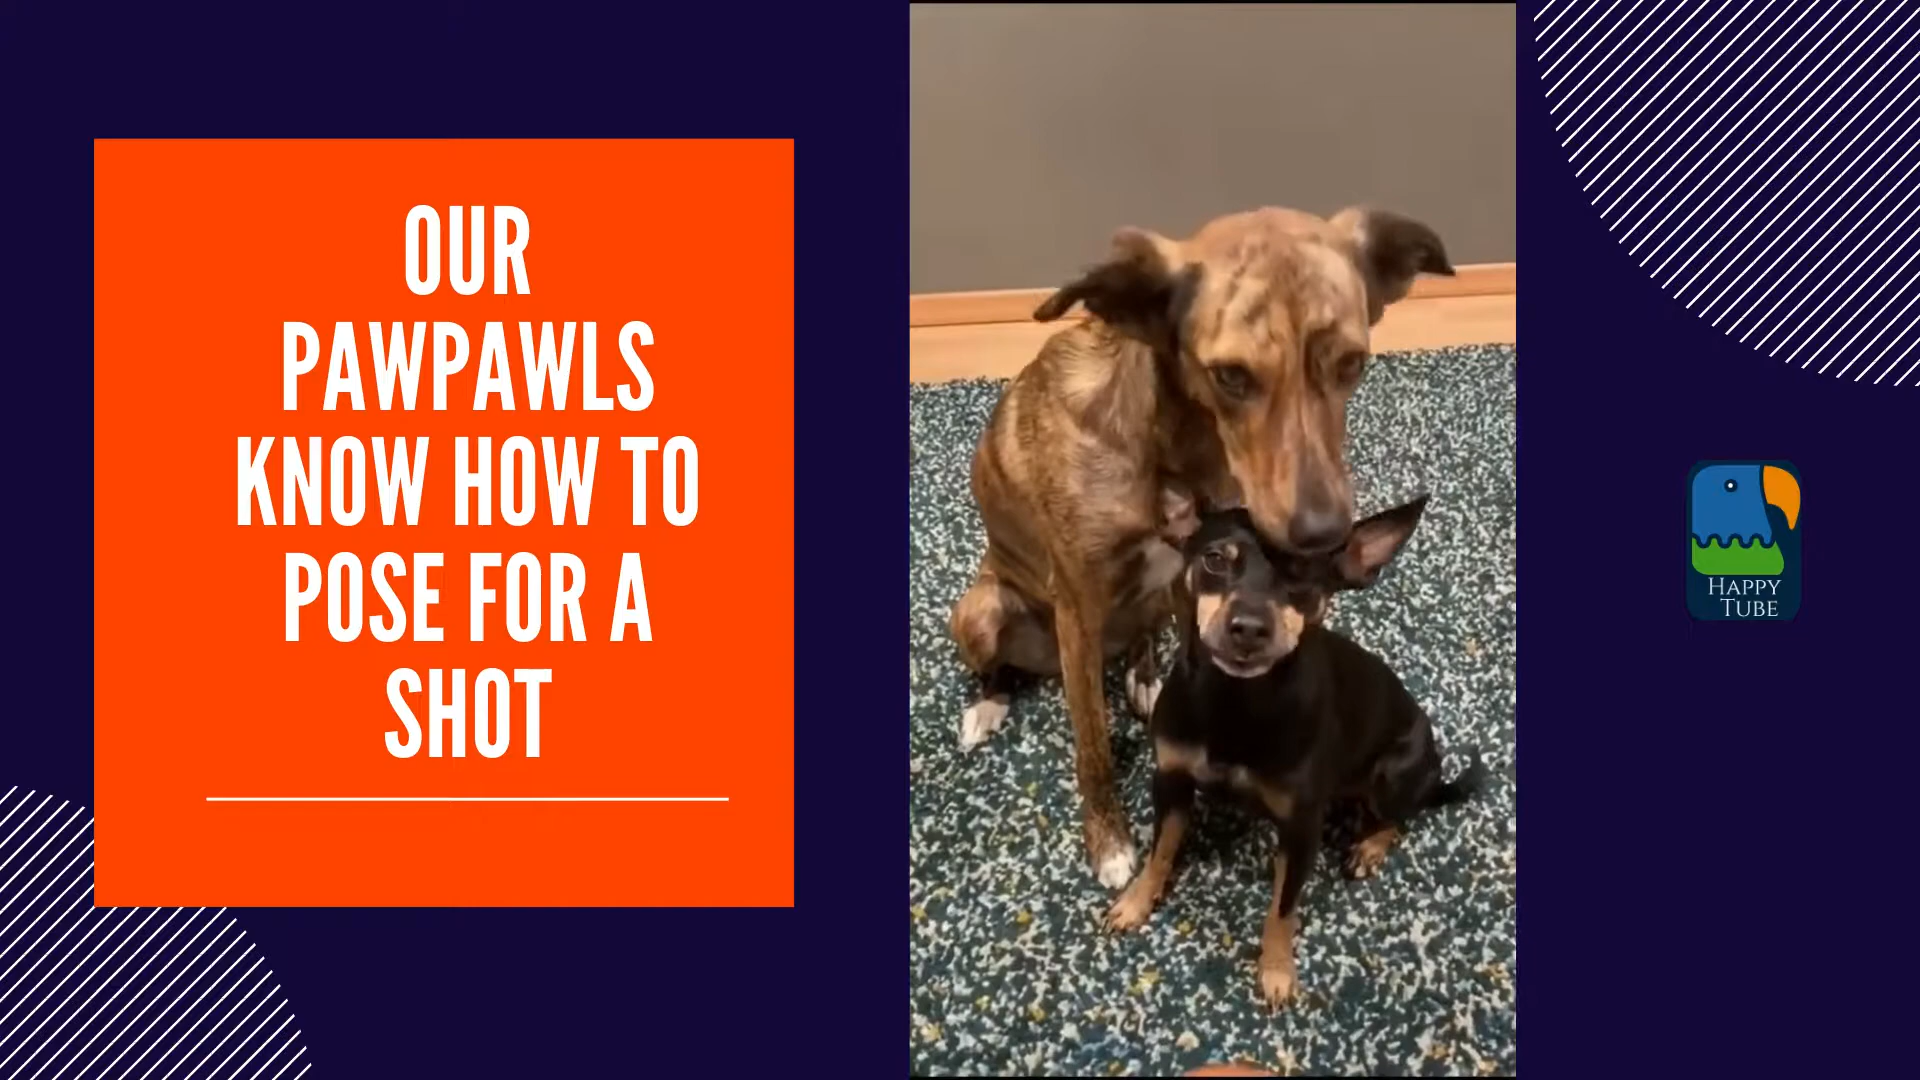 OUR
PAWPAWLS
KNOW HOW TO
POSE FOR A
SHOT
HAPPY
TUBE